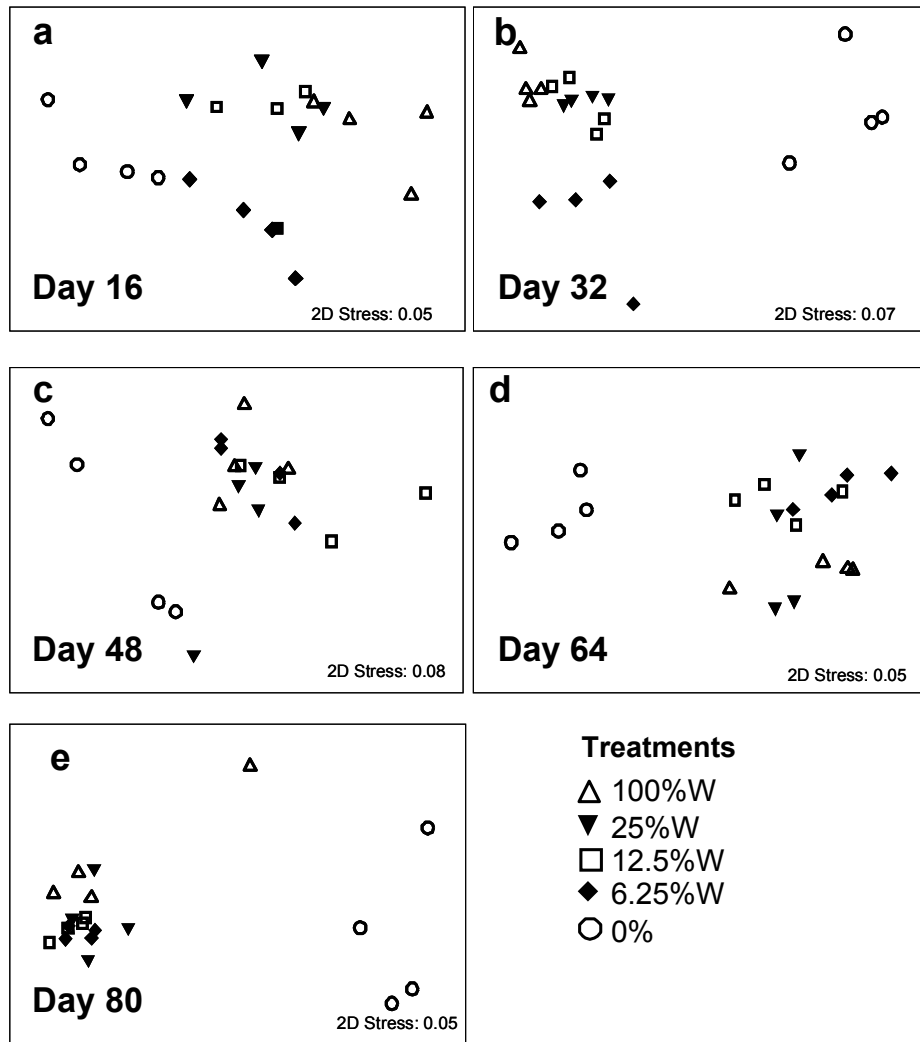 a
Day 16
2D Stress: 0.05
b
Day 32
2D Stress: 0.07
c
Day 48
2D Stress: 0.08
d
Day 64
2D Stress: 0.05
e
Day 80
2D Stress: 0.05
Treatments
100%W
25%W
12.5%W
6.25%W
0%